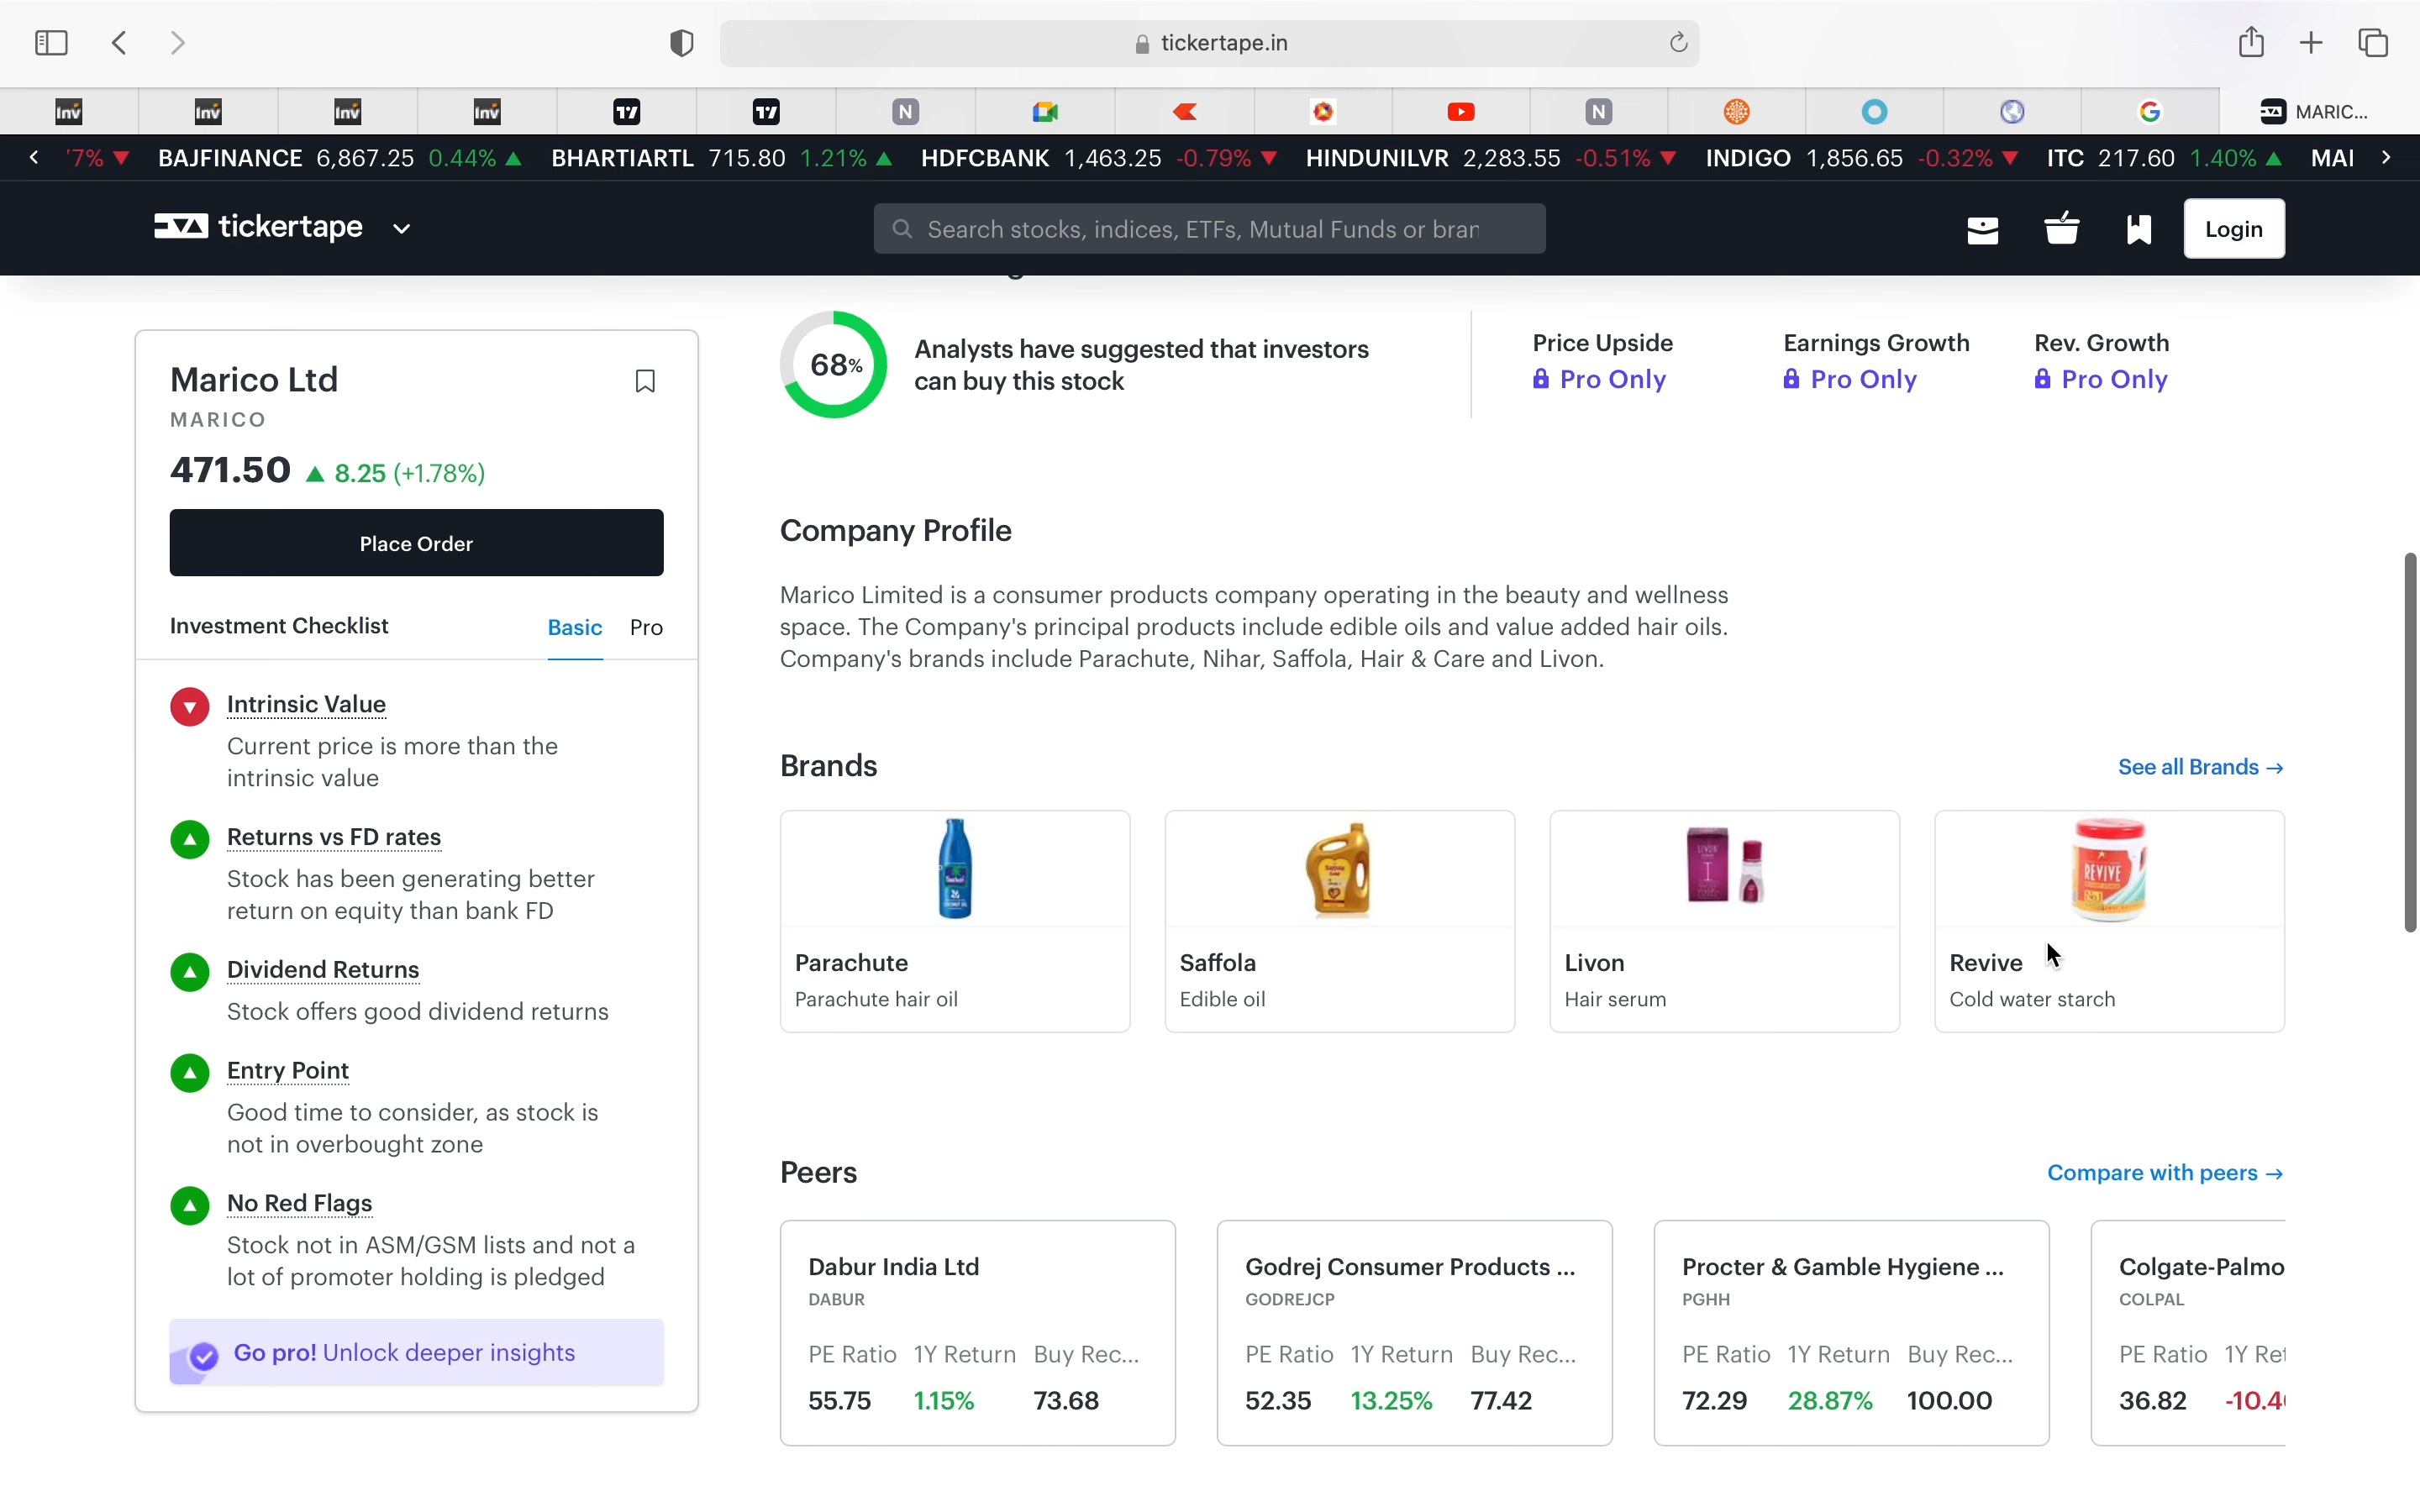 tickertape.in
MARIC...
'7% ▼ BAJFINANCE 6,867.25 0.44% ▲ BHARTIARTL 715.80 1.21% ▲ HDFCBANK 1,463.25 -0.79% ▼ HINDUNILVR 2,283.55 -0.51% ▼ INDIGO 1,856.65 -0.32% ▼ ITC 217.60 1.40% ▲ MAI
tickertape
Search stocks, indices, ETFs, Mutual Funds or bran
Login
Marico Ltd
MARICO
471.50 ▲ 8.25 (+1.78%)
Place Order
Investment Checklist Basic Pro
Intrinsic Value
Current price is more than the
intrinsic value
Returns vs FD rates
Stock has been generating better
return on equity than bank FD
Dividend Returns
Stock offers good dividend returns
Entry Point
Good time to consider, as stock is
not in overbought zone
No Red Flags
Stock not in ASM/GSM lists and not a
lot of promoter holding is pledged
Go pro! Unlock deeper insights
68%
Analysts have suggested that investors
can buy this stock
Price Upside Earnings Growth Rev. Growth
Pro Only Pro Only Pro Only
Company Profile
Marico Limited is a consumer products company operating in the beauty and wellness
space. The Company's principal products include edible oils and value added hair oils.
Company's brands include Parachute, Nihar, Saffola, Hair & Care and Livon.
Brands See all Brands →
LIVON
REVIVE
Parachute Saffola Livon Revive
Parachute hair oil Edible oil Hair serum Cold water starch
Peers Compare with peers →
Dabur India Ltd Godrej Consumer Products ... Procter & Gamble Hygiene ... Colgate-Palmo
DABUR GODREJCP PGHH COLPAL
PE Ratio 1Y Return Buy Rec... PE Ratio 1Y Return Buy Rec... PE Ratio 1Y Return Buy Rec... PE Ratio 1Y Ret
55.75 1.15% 73.68 52.35 13.25% 77.42 72.29 28.87% 100.00 36.82 -10.4